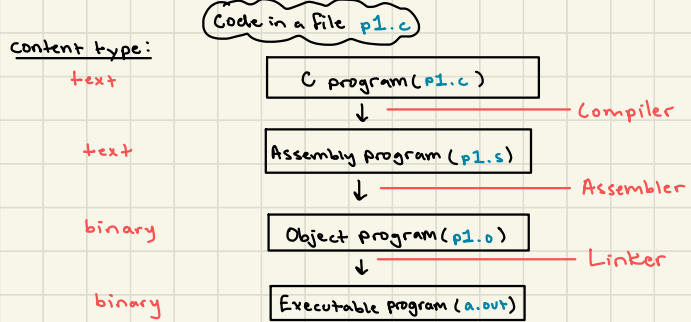 Code in a file p1.c
content type:
text
C program (p1.c)
Compiler
text
Assembly program (p1.s)
Assembler
binary
Object program (p1.o)
Linker
binary
Executable program (a.out)